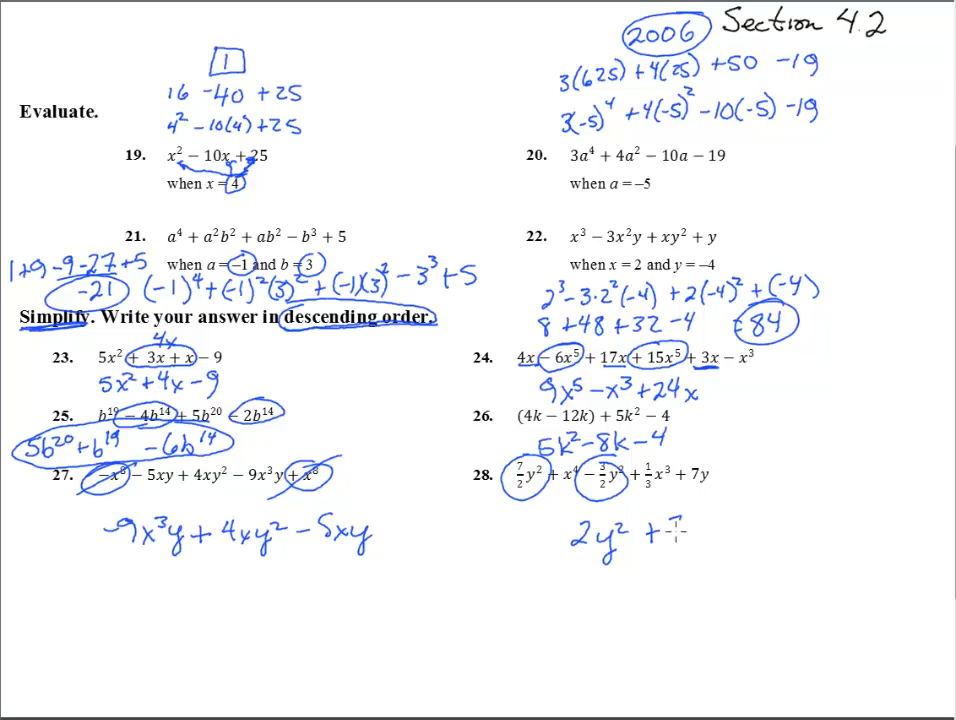 2006 Section 4.2
1
3(625) + 4(25) + 50 - 19
16 - 40 + 25
Evaluate.
4² - 10(4) + 25
3(-5)⁴ + 4(-5)² - 10(-5) - 19
19. x² − 10x + 25
when x = 4
20. 3a⁴ + 4a² − 10a − 19
when a = −5
21. a⁴ + a²b² + ab² − b³ + 5
when a = −1 and b = 3
22. x³ − 3x²y + xy² + y
when x = 2 and y = −4
1+9-9-27+5
-21 (-1)⁴ + (-1)²(3)² + (-1)(3)² - 3³ + 5
2³ - 3·2²(-4) + 2(-4)² + (-4)
8 + 48 + 32 - 4 = 84
Simplify. Write your answer in descending order.
4x
23. 5x² + 3x + x − 9
5x² + 4x - 9
24. 4x − 6x⁵ + 17x + 15x⁵ + 3x − x³
9x⁵ - x³ + 24x
25. b¹⁹ − 4b¹⁴ + 5b²⁰ − 2b¹⁴
5b²⁰ + b¹⁹ - 6b¹⁴
26. (4k − 12k) + 5k² − 4
5k² - 8k - 4
27. −x⁸ − 5xy + 4xy² − 9x³y + x⁸
-9x³y + 4xy² - 5xy
28. 7/2 y² + x⁴ − 3/2 y² + 1/3 x³ + 7y
2y² + 7